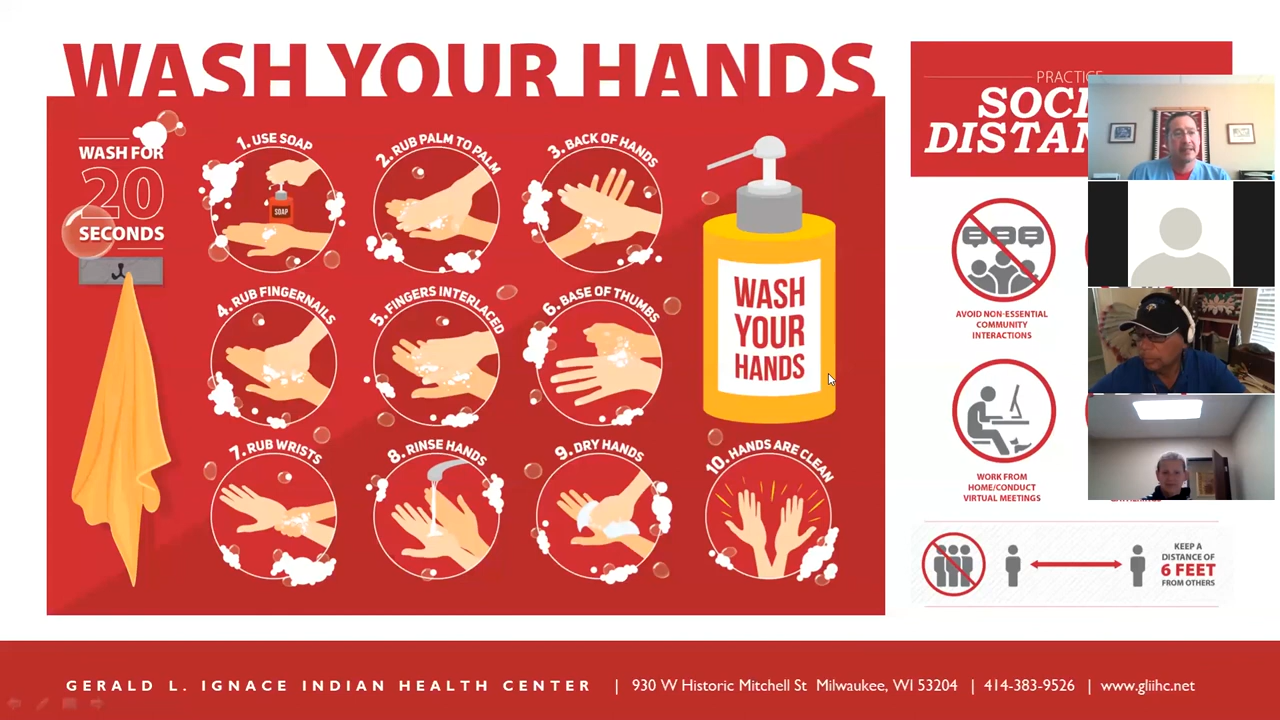 WASH YOUR HANDS
WASH FOR
20
SECONDS
1. USE SOAP
SOAP
2. RUB PALM TO PALM
3. BACK OF HANDS
4. RUB FINGERNAILS
5. FINGERS INTERLACED
6. BASE OF THUMBS
7. RUB WRISTS
8. RINSE HANDS
9. DRY HANDS
10. HANDS ARE CLEAN
WASH
YOUR
HANDS
PRACTICE
AVOID NON-ESSENTIAL
COMMUNITY
INTERACTIONS
WORK FROM
HOME/CONDUCT
VIRTUAL MEETINGS
KEEP A
DISTANCE OF
6 FEET
FROM OTHERS
GERALD L. IGNACE INDIAN HEALTH CENTER | 930 W Historic Mitchell St Milwaukee, WI 53204 | 414-383-9526 | www.gliihc.net